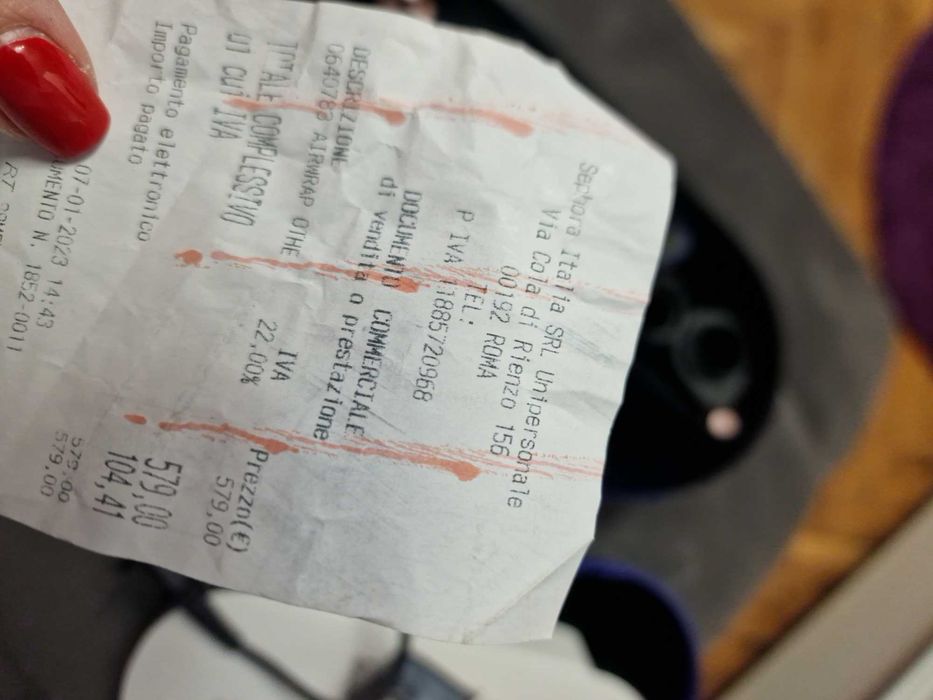 Sephora Italia SRL Unipersonale
Via Cola di Rienzo 156
00192 ROMA
TEL:
P IVA 11885720968
DOCUMENTO COMMERCIALE
di vendita o prestazione
DESCRIZIONE IVA Prezzo(€)
0640788 AIRWRAP OTHE 22,00% 579,00
TOTALE COMPLESSIVO 579,00
DI CUI IVA 104,41
Pagamento elettronico 579,00
Importo pagato 579,00
07-01-2023 14:43
DOCUMENTO N. 1852-0011
RT